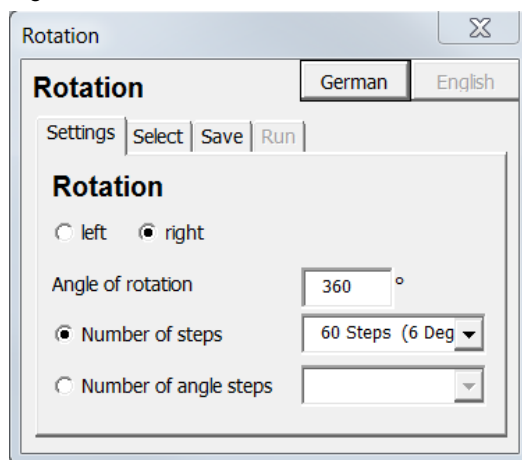 Rotation
Rotation German English
Settings Select Save Run
Rotation
left right
Angle of rotation 360 °
Number of steps 60 Steps (6 Deg
Number of angle steps